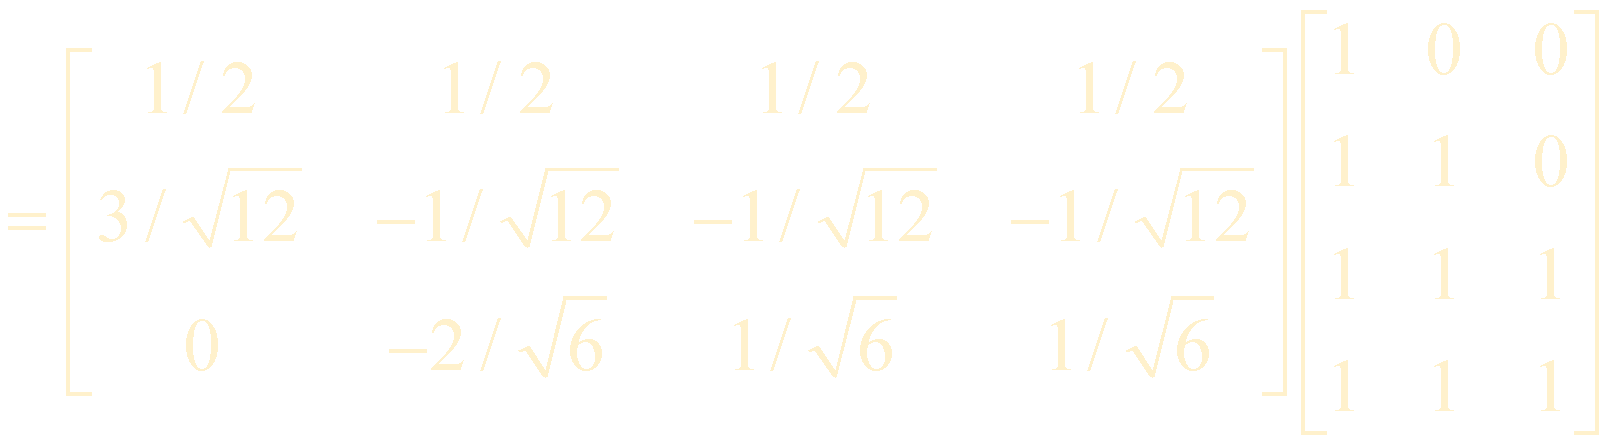 = [ 1/2 1/2 1/2 1/2 ] [ 1 0 0 ]
[ 3/√12 −1/√12 −1/√12 −1/√12 ] [ 1 1 0 ]
[ 0 −2/√6 1/√6 1/√6 ] [ 1 1 1 ]
[ 1 1 1 ]